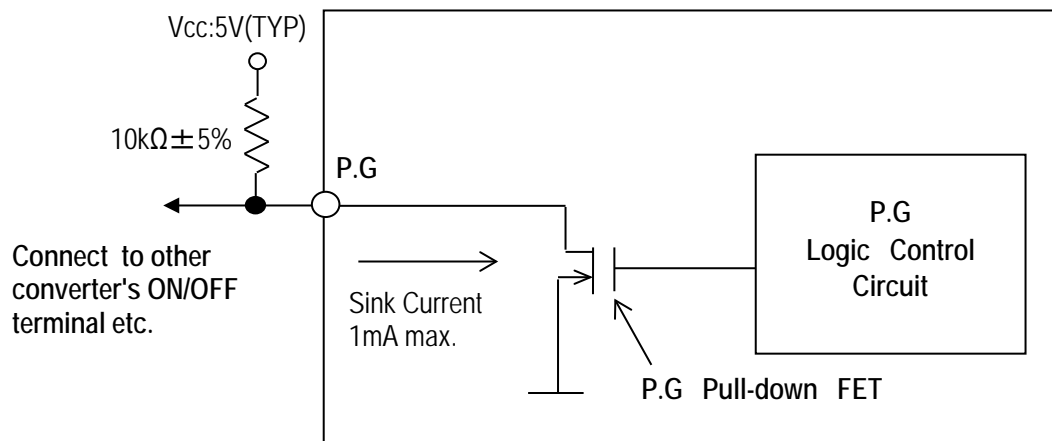 Vcc:5V(TYP)
10kΩ±5%
P.G
Connect to other
converter's ON/OFF
terminal etc.
Sink Current
1mA max.
P.G
Logic Control
Circuit
P.G Pull-down FET